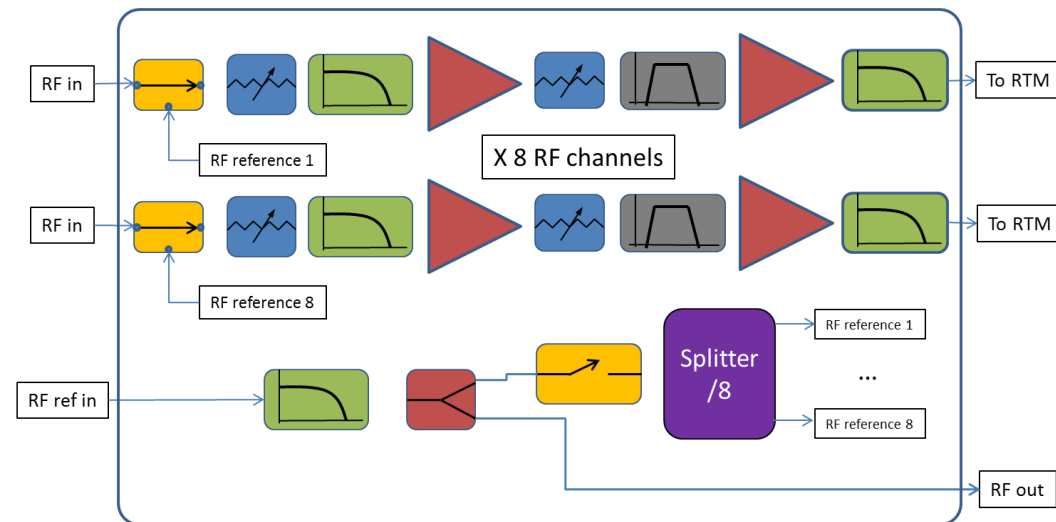 RF in
To RTM
RF reference 1
X 8 RF channels
RF in
To RTM
RF reference 8
RF reference 1
Splitter
/8
...
RF ref in
RF reference 8
RF out